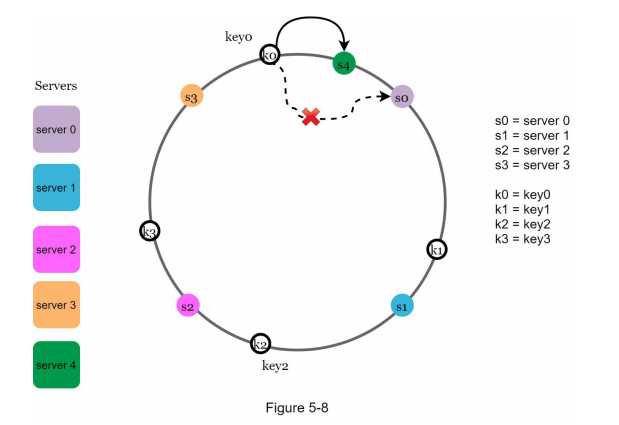 key0
k0
s4
s3
s0
Servers
server 0
server 1
server 2
server 3
server 4
s0 = server 0
s1 = server 1
s2 = server 2
s3 = server 3
k0 = key0
k1 = key1
k2 = key2
k3 = key3
k3
k1
s2
s1
k2
key2
Figure 5-8